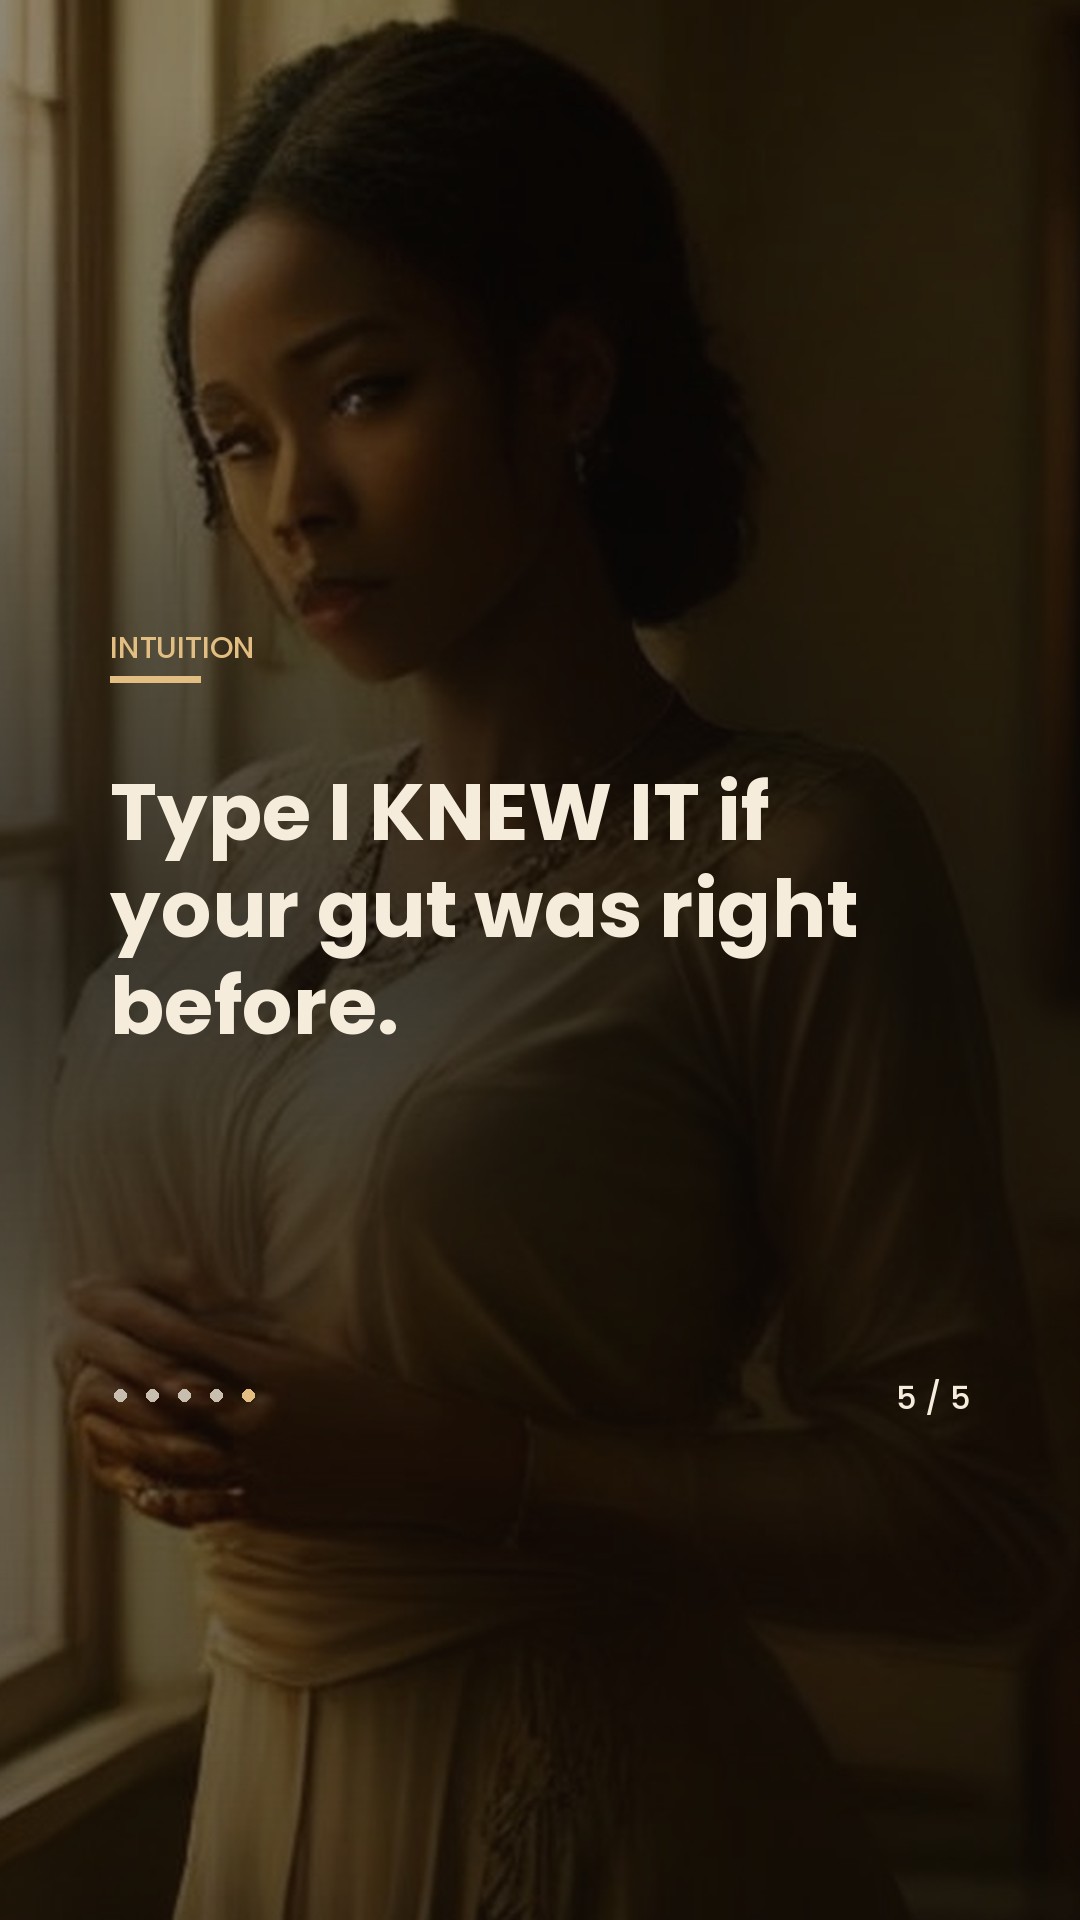 INTUITION
Type I KNEW IT if
your gut was right
before.
5 / 5